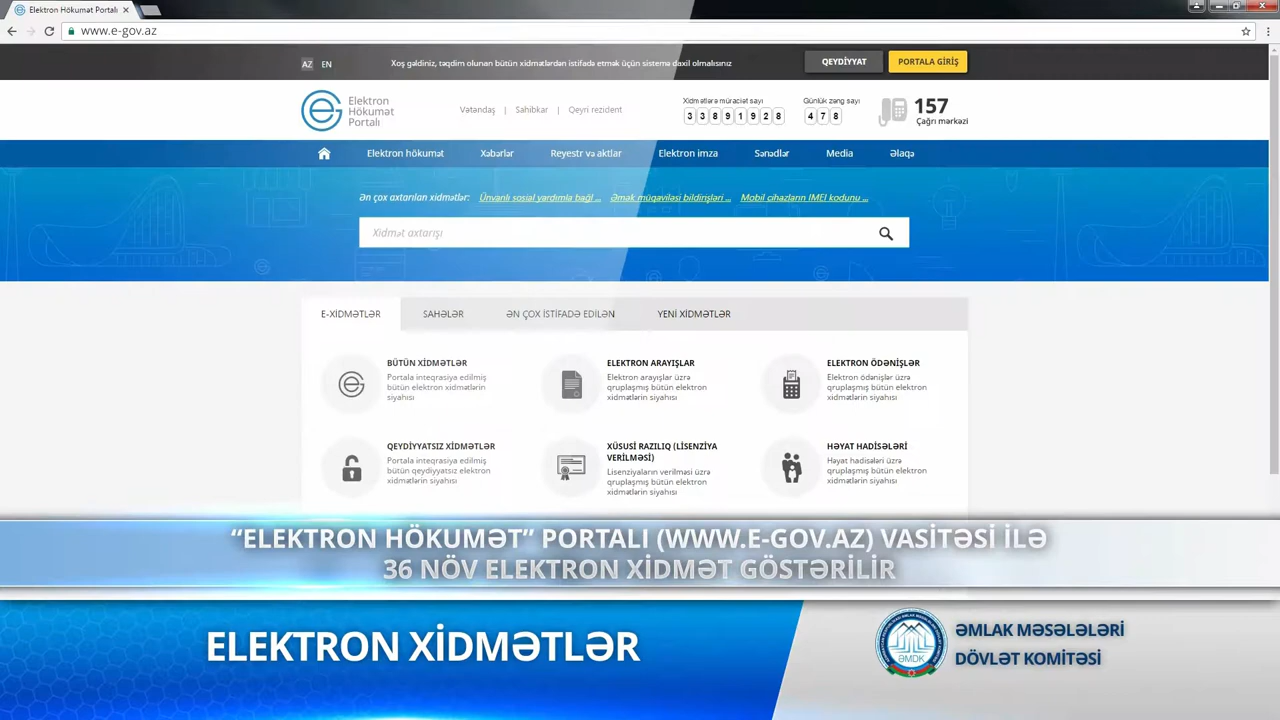 Elektron Hökumət Portalı
www.e-gov.az
AZ EN
Xoş gəldiniz, təqdim olunan bütün xidmətlərdən istifadə etmək üçün sistemə daxil olmalısınız
QEYDİYYAT
PORTALA GİRİŞ
Elektron
Hökumət
Portalı
Vətəndaş | Sahibkar | Qeyri rezident
Xidmətlərə müraciət sayı
33891928
Günlük zəng sayı
478
157
Çağrı mərkəzi
Elektron hökumət Xəbərlər Reyestr və aktlar Elektron imza Sənədlər Media Əlaqə
Ən çox axtarılan xidmətlər: Ünvanlı sosial yardımla bağl ... Əmək müqaviləsi bildirişləri ... Mobil cihazların IMEI kodunu ...
Xidmət axtarışı
E-XİDMƏTLƏR SAHƏLƏR ƏN ÇOX İSTİFADƏ EDİLƏN YENİ XİDMƏTLƏR
BÜTÜN XİDMƏTLƏR
Portala inteqrasiya edilmiş
bütün elektron xidmətlərin
siyahısı
ELEKTRON ARAYIŞLAR
Elektron arayışlar üzrə
qruplaşmış bütün elektron
xidmətlərin siyahısı
ELEKTRON ÖDƏNİŞLƏR
Elektron ödənişlər üzrə
qruplaşmış bütün elektron
xidmətlərin siyahısı
QEYDİYYATSIZ XİDMƏTLƏR
Portala inteqrasiya edilmiş
bütün qeydiyyatsız elektron
xidmətlərin siyahısı
XÜSUSİ RAZILIQ (LİSENZİYA
VERİLMƏSİ)
Lisenziyaların verilməsi üzrə
qruplaşmış bütün elektron
xidmətlərin siyahısı
HƏYAT HADİSƏLƏRİ
Həyat hadisələri üzrə
qruplaşmış bütün elektron
xidmətlərin siyahısı
“ELEKTRON HÖKUMƏT” PORTALI (WWW.E-GOV.AZ) VASİTƏSİ İLƏ
36 NÖV ELEKTRON XİDMƏT GÖSTƏRİLİR
ELEKTRON XİDMƏTLƏR
ƏMDK
ƏMLAK MƏSƏLƏLƏRİ
DÖVLƏT KOMİTƏSİ